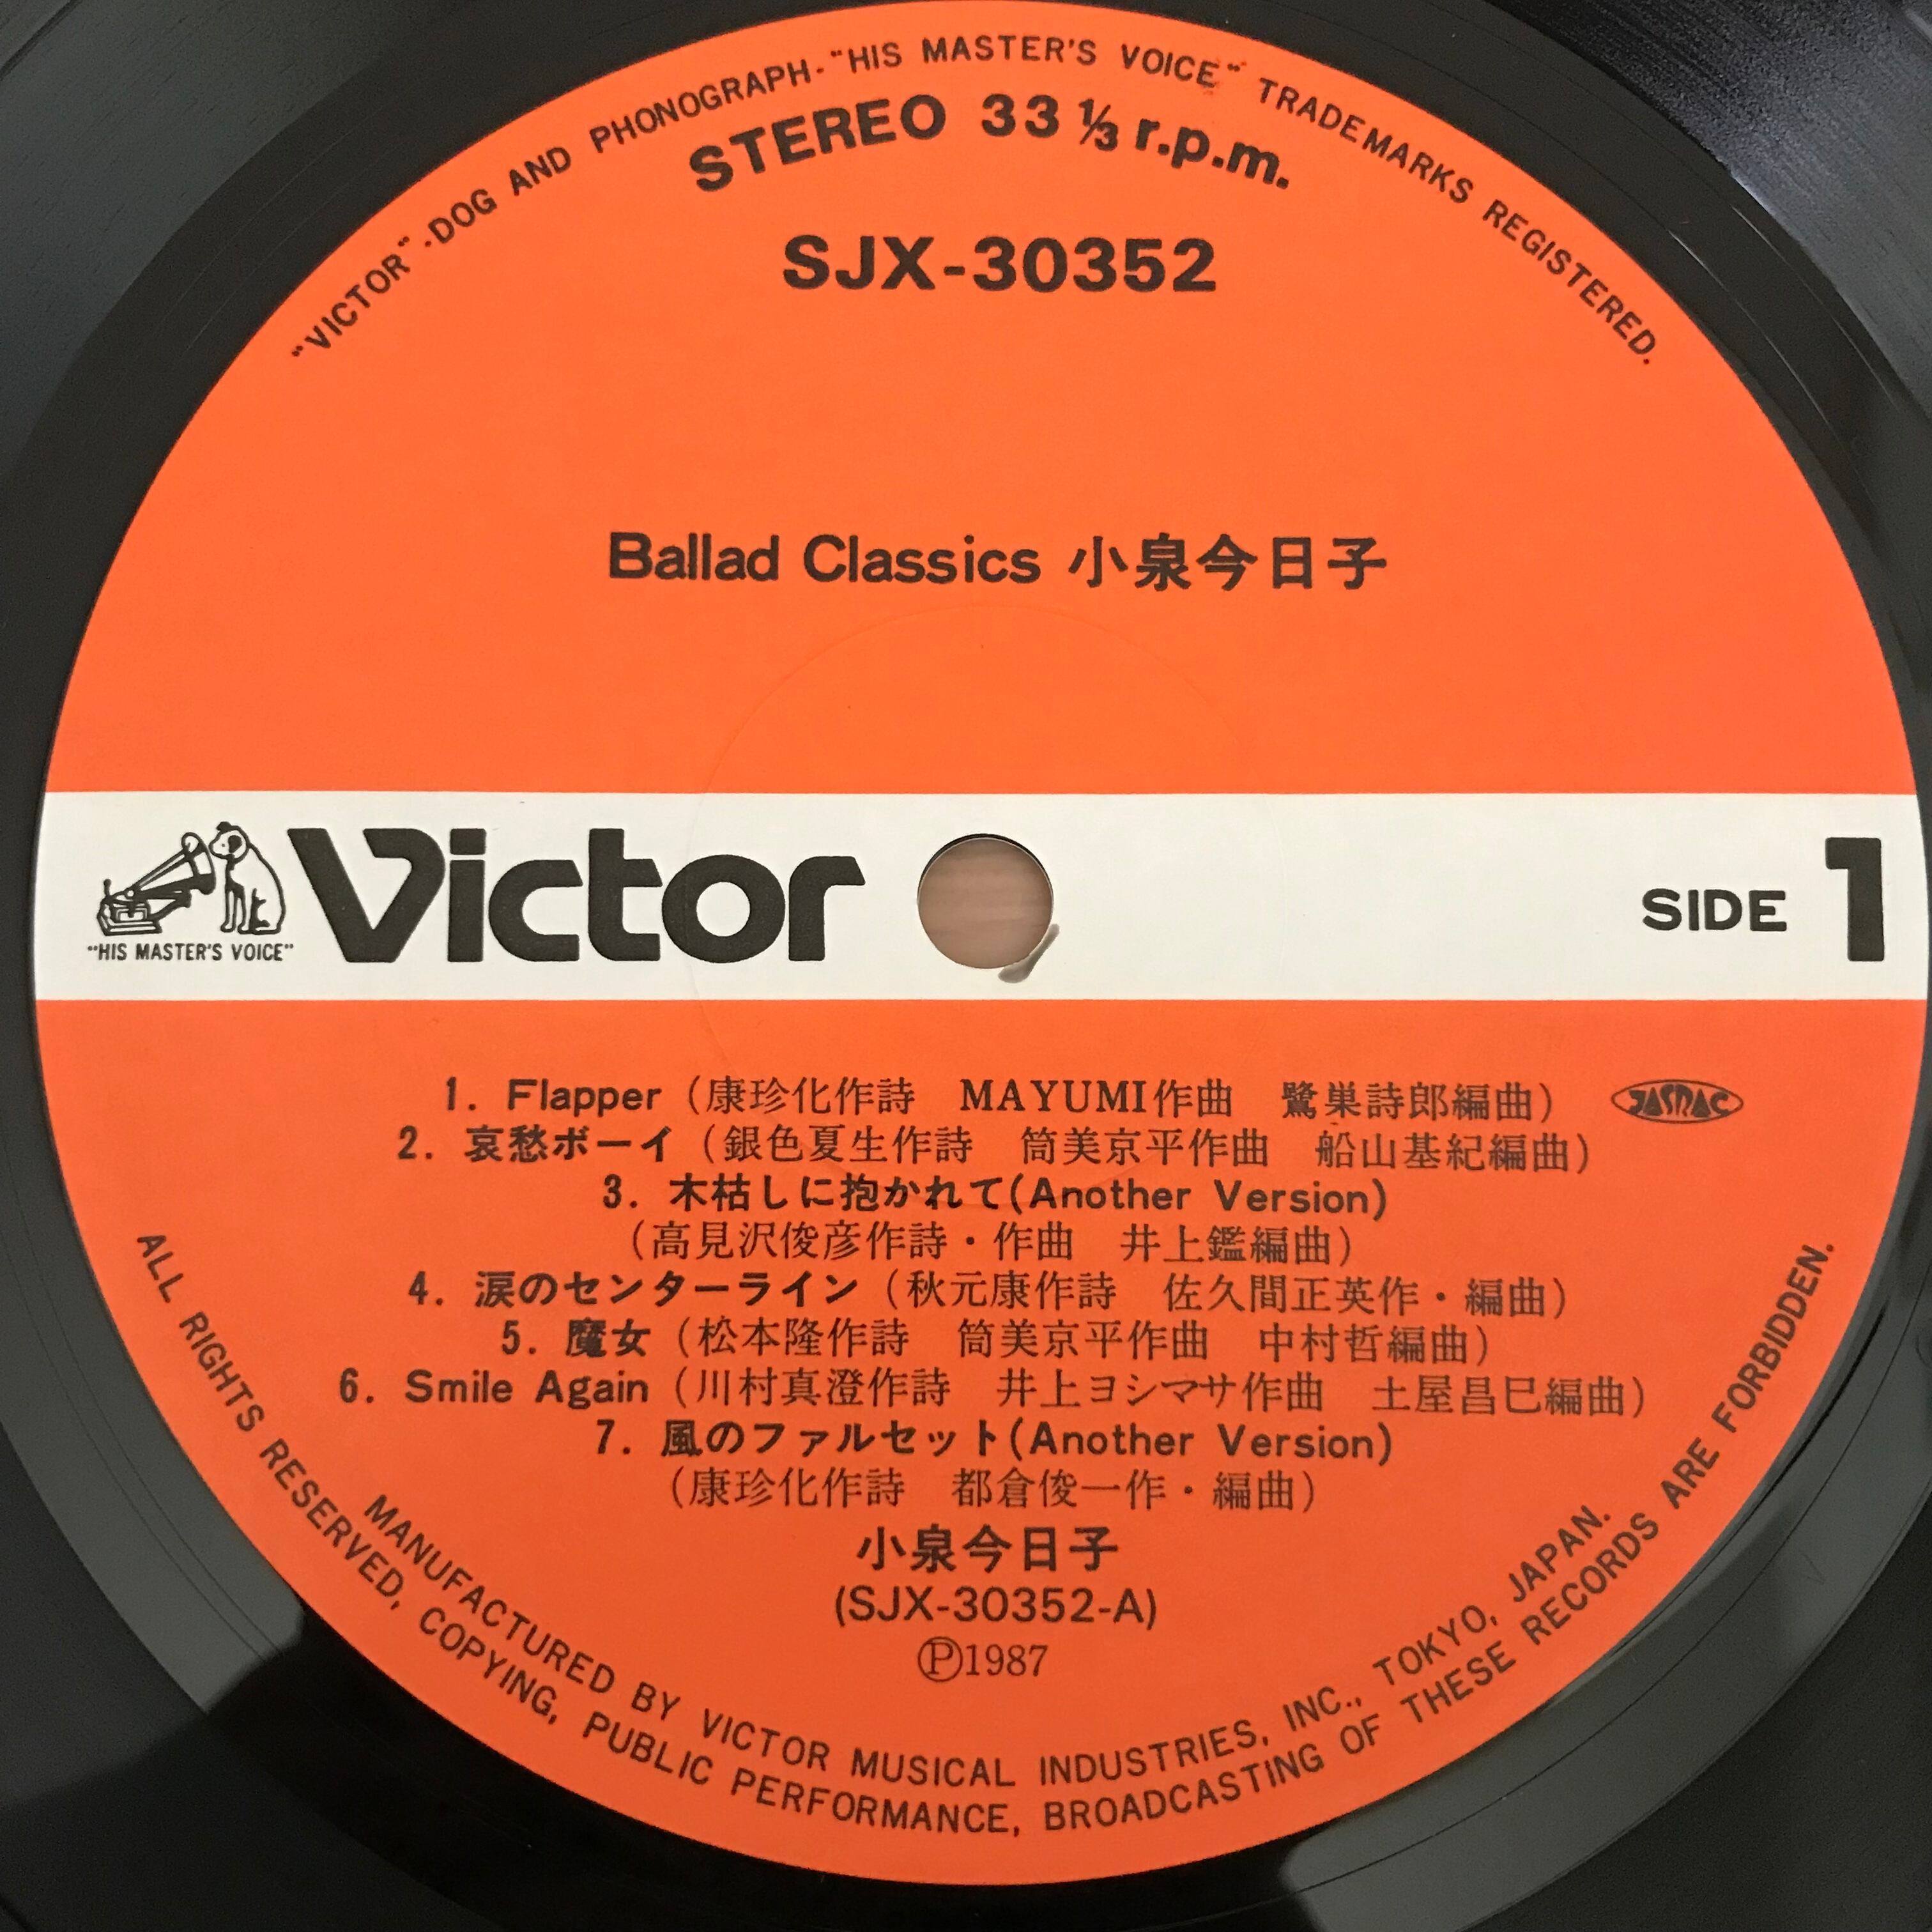 "VICTOR"-DOG AND PHONOGRAPH-"HIS MASTER'S VOICE" TRADEMARKS REGISTERED.
STEREO 33 ⅓ r.p.m.
SJX-30352
Ballad Classics 小泉今日子
"HIS MASTER'S VOICE"
Victor
SIDE 1
1. Flapper (康珍化作詩 MAYUMI作曲 鷺巣詩郎編曲) JASRAC
2. 哀愁ボーイ (銀色夏生作詩 筒美京平作曲 船山基紀編曲)
3. 木枯しに抱かれて(Another Version)
(高見沢俊彦作詩・作曲 井上鑑編曲)
4. 涙のセンターライン (秋元康作詩 佐久間正英作・編曲)
5. 魔女 (松本隆作詩 筒美京平作曲 中村哲編曲)
6. Smile Again (川村真澄作詩 井上ヨシマサ作曲 土屋昌巳編曲)
7. 風のファルセット(Another Version)
(康珍化作詩 都倉俊一作・編曲)
小泉今日子
(SJX-30352-A)
Ⓟ1987
MANUFACTURED BY VICTOR MUSICAL INDUSTRIES, INC., TOKYO, JAPAN.
ALL RIGHTS RESERVED, COPYING, PUBLIC PERFORMANCE, BROADCASTING OF THESE RECORDS ARE FORBIDDEN.